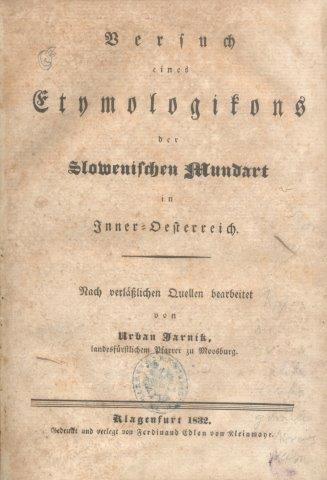 Versuch
eines
Etymologikons
der
Slowenischen Mundart
in
Inner-Oesterreich.
Nach verläßlichen Quellen bearbeitet
von
Urban Jarnik,
landesfürstlichem Pfarrer zu Moosburg.
Klagenfurt 1832.
Gedruckt und verlegt von Ferdinand Edlen von Kleinmayr.